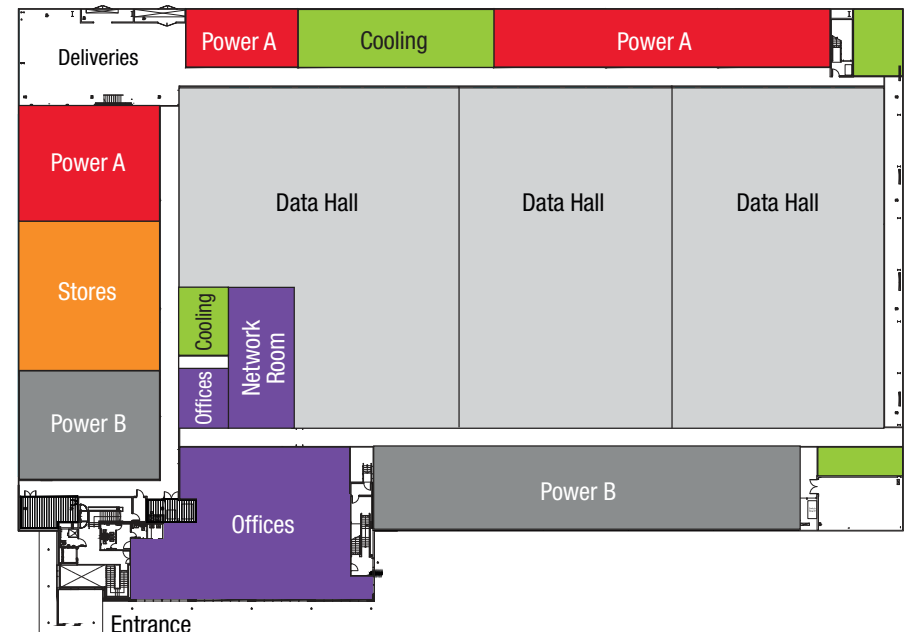 Deliveries
Power A
Cooling
Power A
Power A
Data Hall
Data Hall
Data Hall
Stores
Cooling
Network
Room
Offices
Power B
Power B
Offices
Entrance